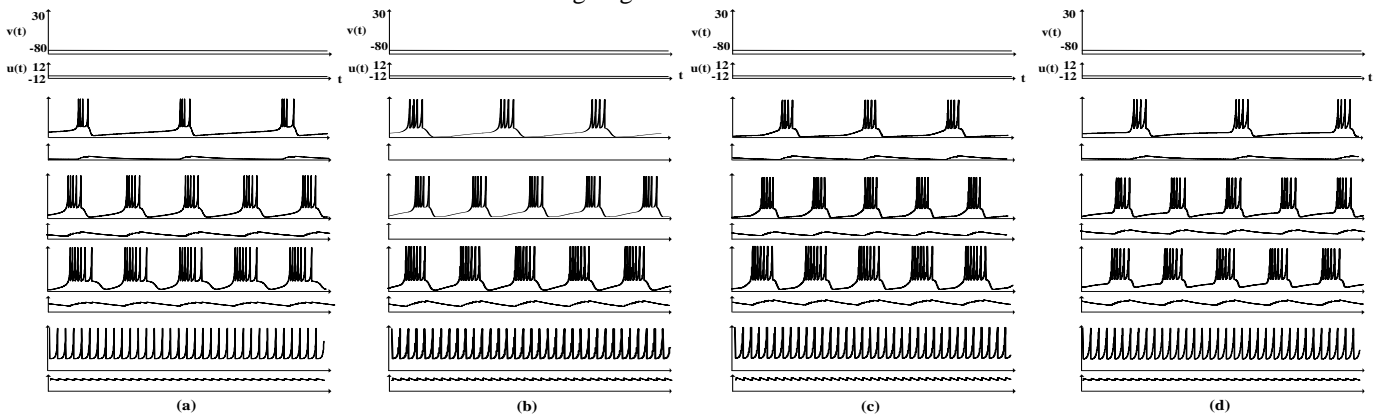 30 30 30 30
v(t) v(t) v(t) v(t)
-80 -80 -80 -80
u(t) 12 u(t) 12 u(t) 12 u(t) 12
-12 t -12 t -12 t -12 t
(a) (b) (c) (d)